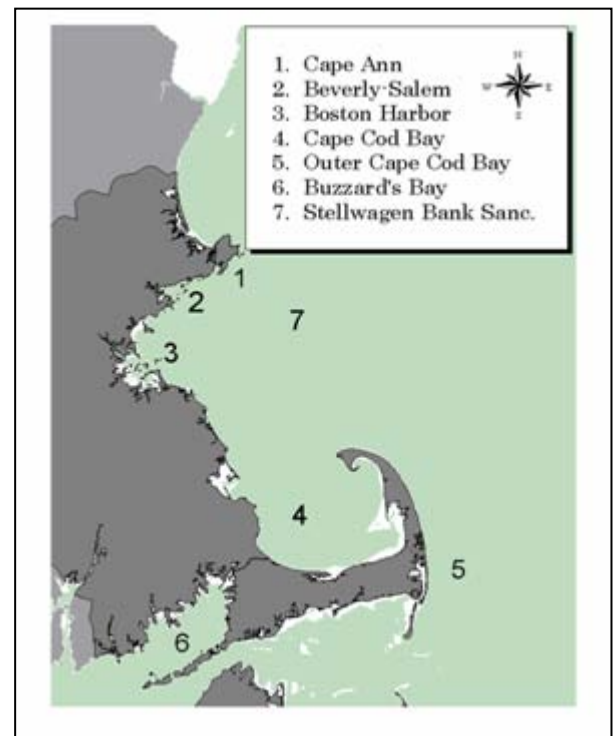 1. Cape Ann
2. Beverly-Salem
3. Boston Harbor
4. Cape Cod Bay
5. Outer Cape Cod Bay
6. Buzzard's Bay
7. Stellwagen Bank Sanc.
N
W E
S
1
2
7
3
4
5
6